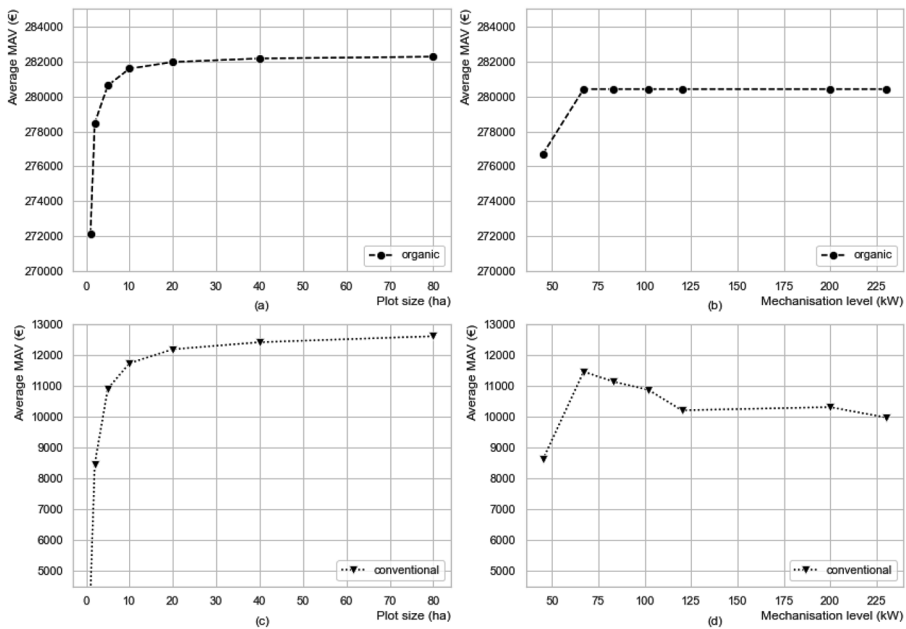 Average MAV (€)
284000
282000
280000
278000
276000
274000
272000
270000
organic
0 10 20 30 40 50 60 70 80
Plot size (ha)
(a)
Average MAV (€)
284000
282000
280000
278000
276000
274000
272000
270000
organic
50 75 100 125 150 175 200 225
Mechanisation level (kW)
(b)
Average MAV (€)
13000
12000
11000
10000
9000
8000
7000
6000
5000
conventional
0 10 20 30 40 50 60 70 80
Plot size (ha)
(c)
Average MAV (€)
13000
12000
11000
10000
9000
8000
7000
6000
5000
conventional
50 75 100 125 150 175 200 225
Mechanisation level (kW)
(d)